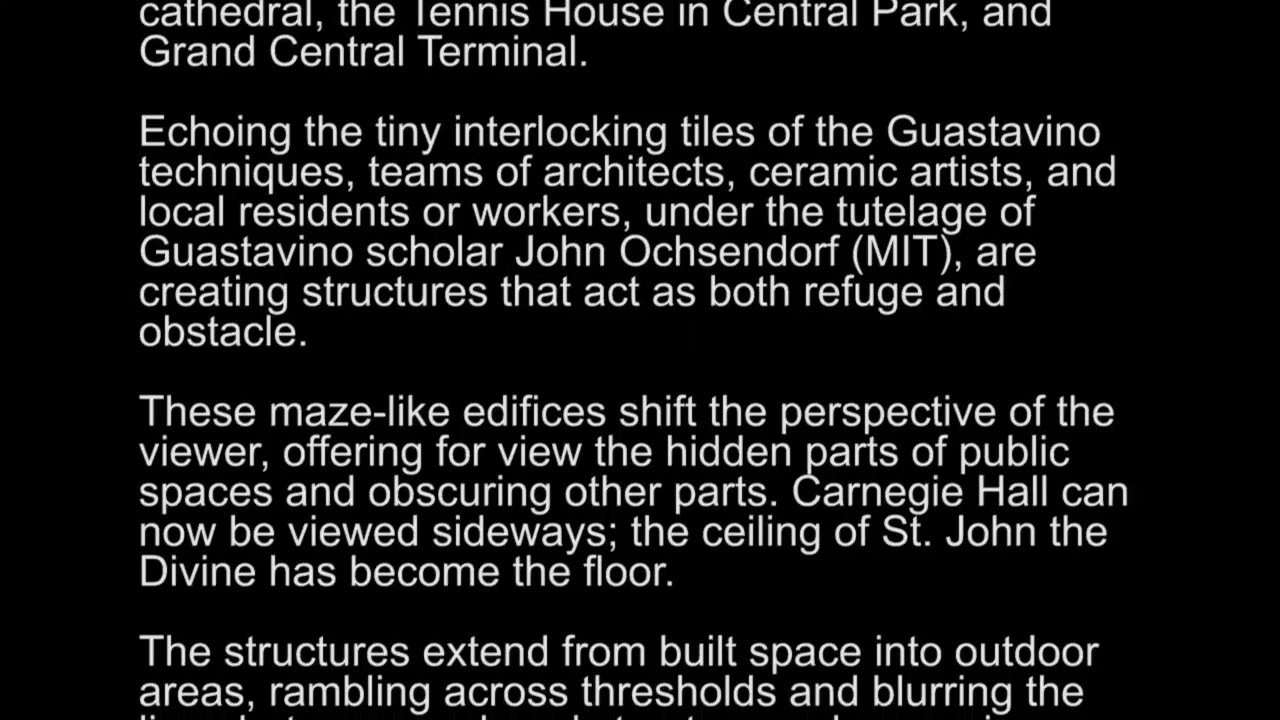 cathedral, the Tennis House in Central Park, and
Grand Central Terminal.
Echoing the tiny interlocking tiles of the Guastavino
techniques, teams of architects, ceramic artists, and
local residents or workers, under the tutelage of
Guastavino scholar John Ochsendorf (MIT), are
creating structures that act as both refuge and
obstacle.
These maze-like edifices shift the perspective of the
viewer, offering for view the hidden parts of public
spaces and obscuring other parts. Carnegie Hall can
now be viewed sideways; the ceiling of St. John the
Divine has become the floor.
The structures extend from built space into outdoor
areas, rambling across thresholds and blurring the